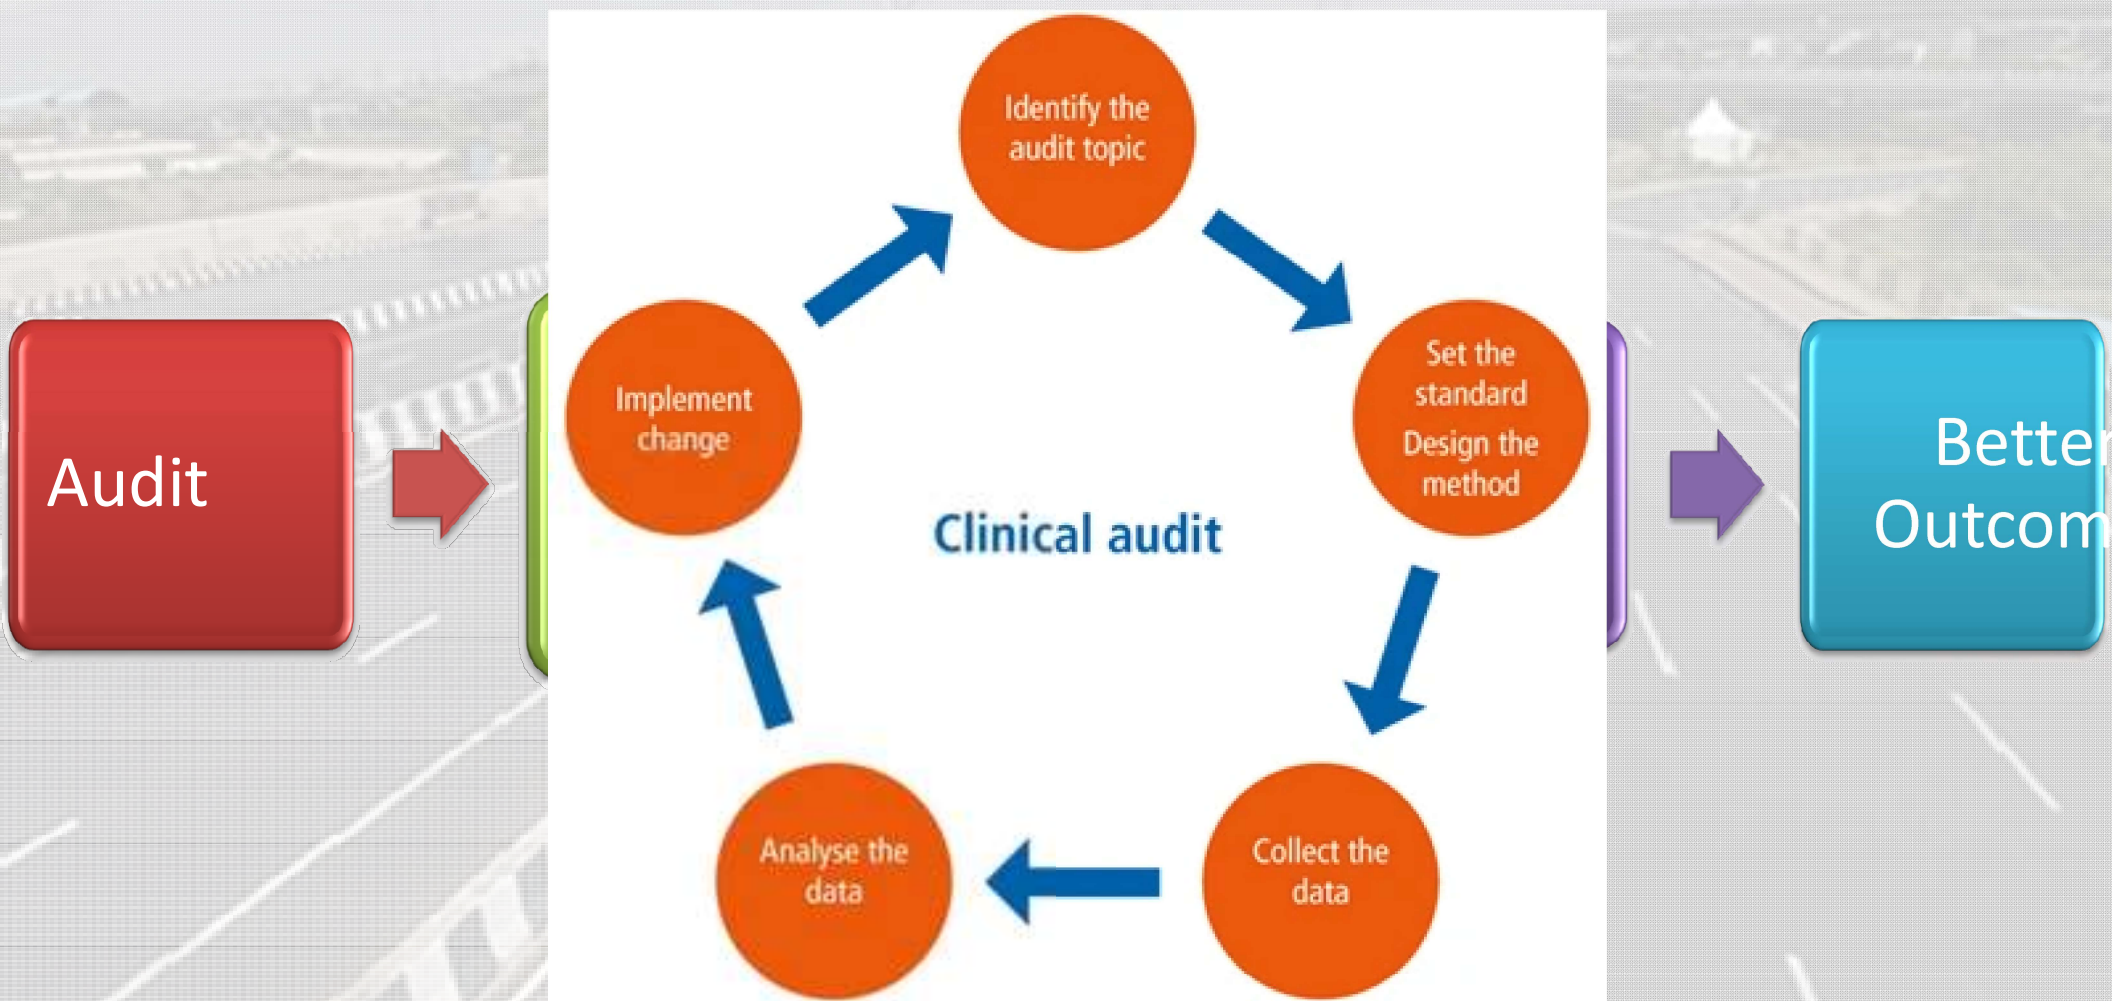 Identify the
audit topic
Set the
standard
Design the
method
Collect the
data
Analyse the
data
Implement
change
Clinical audit
Audit
Better
Outcom